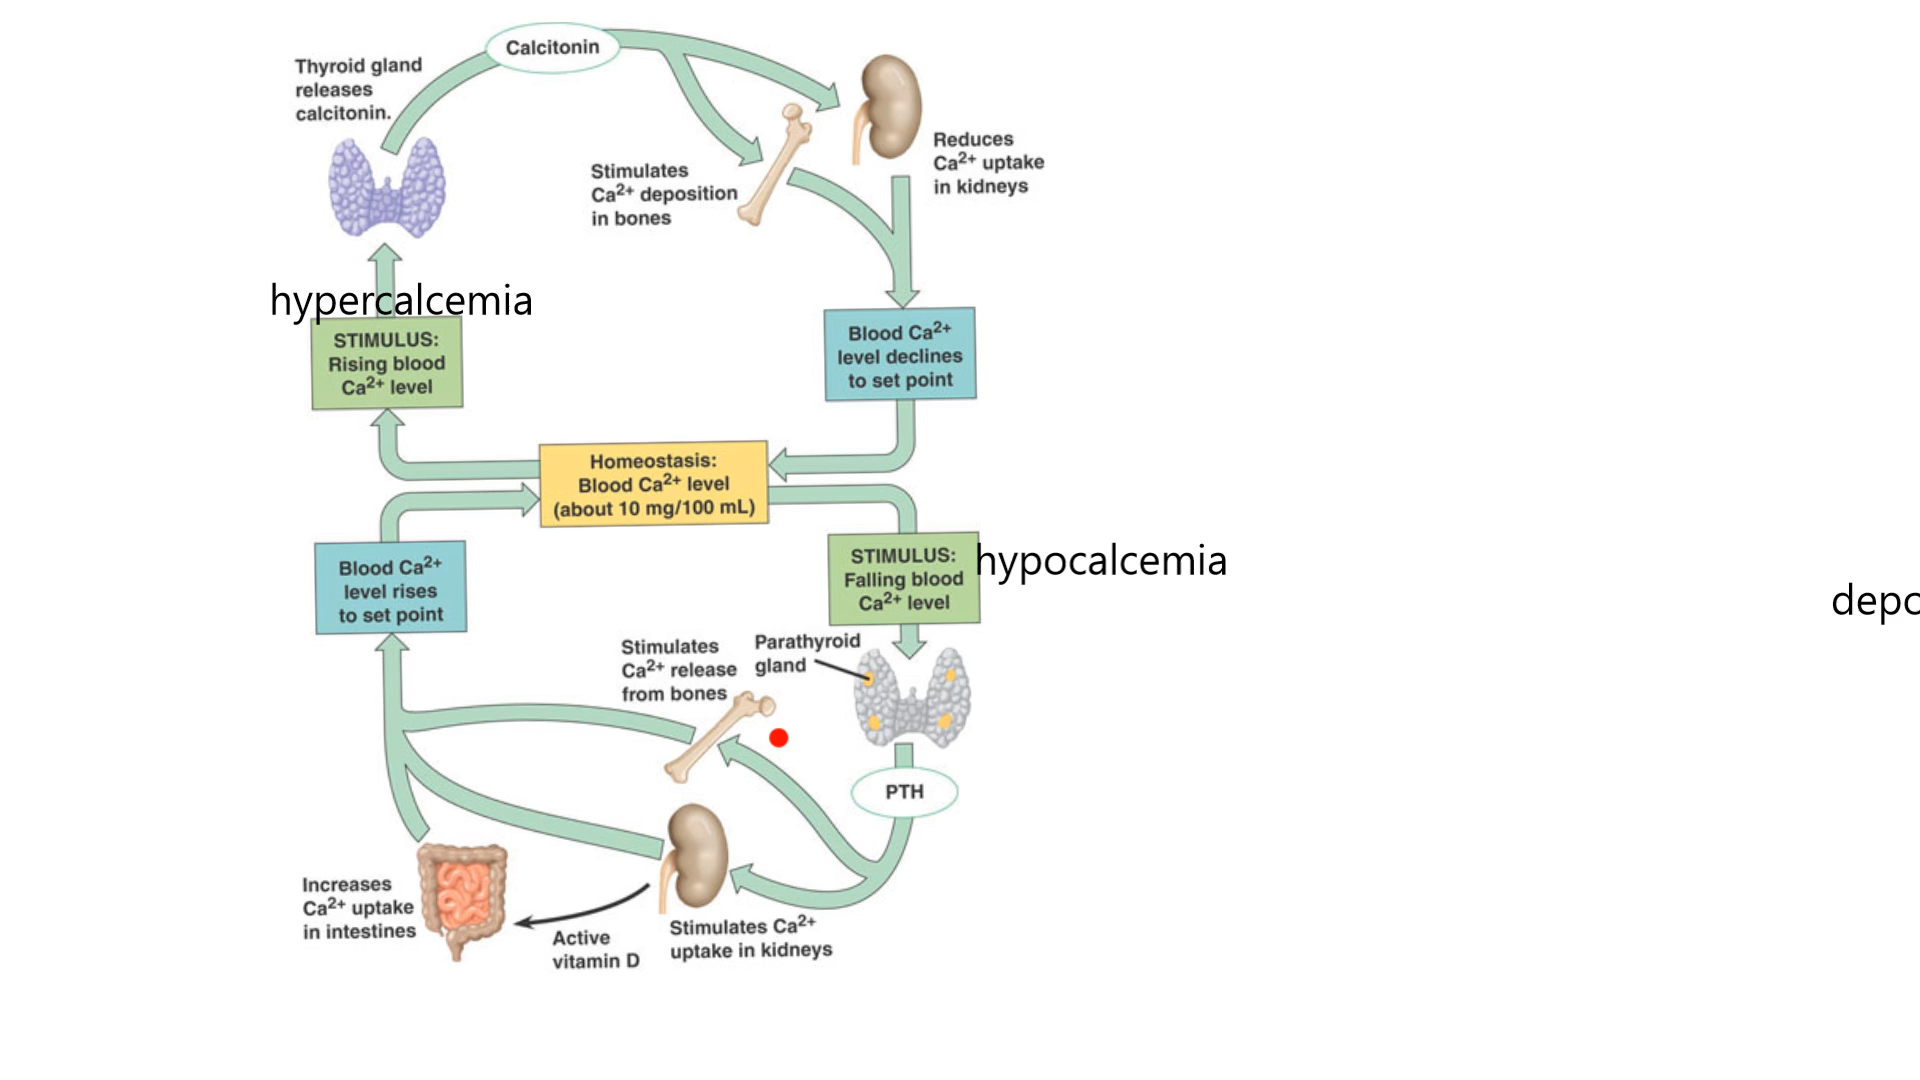 Calcitonin
Thyroid gland
releases
calcitonin.
Reduces
Ca2+ uptake
in kidneys
Stimulates
Ca2+ deposition
in bones
hypercalcemia
STIMULUS:
Rising blood
Ca2+ level
Blood Ca2+
level declines
to set point
Homeostasis:
Blood Ca2+ level
(about 10 mg/100 mL)
Blood Ca2+
level rises
to set point
STIMULUS:
Falling blood
Ca2+ level
hypocalcemia
depo
Stimulates
Ca2+ release
from bones
Parathyroid
gland
PTH
Increases
Ca2+ uptake
in intestines
Active
vitamin D
Stimulates Ca2+
uptake in kidneys